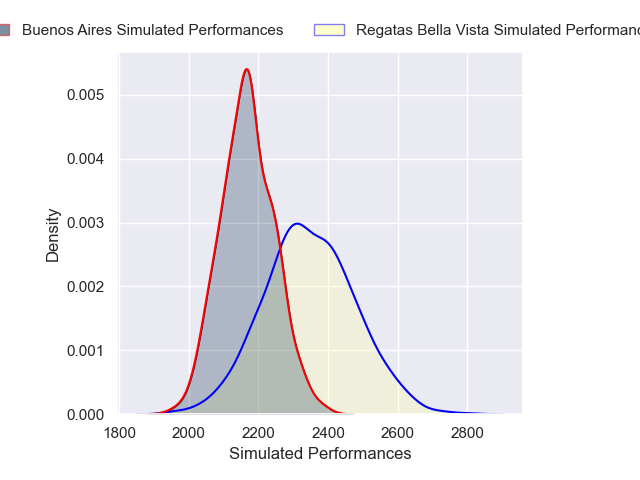 Buenos Aires Simulated Performances
Regatas Bella Vista Simulated
0.005
0.004
0.003
0.002
0.001
0.000
Density
1800 2000 2200 2400 2600 2800
Simulated Performances